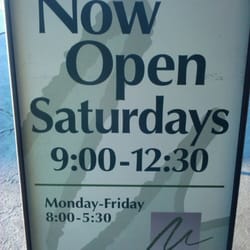 Now
Open
Saturdays
9:00-12:30
Monday-Friday
8:00-5:30